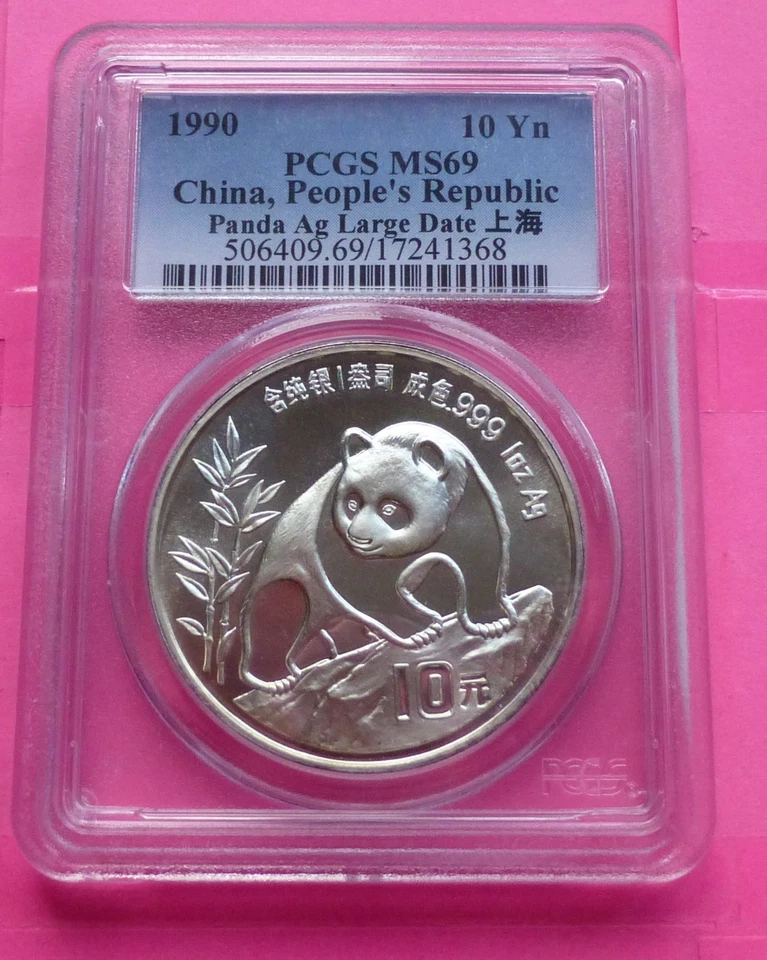 1990 10 Yn
PCGS MS69
China, People's Republic
Panda Ag Large Date 上海
506409.69/17241368
含纯银1盎司 成色.999 1oz Ag
10元
PCGS